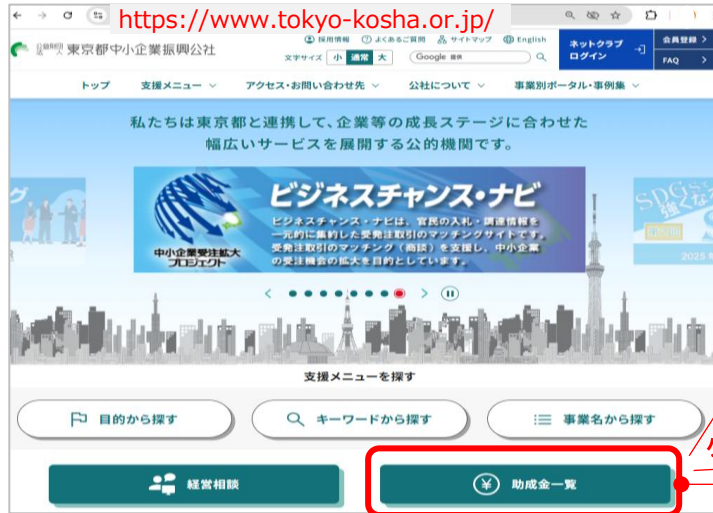 https://www.tokyo-kosha.or.jp/
採用情報 よくあるご質問 サイトマップ English
ネットクラブ
ログイン
会員登録 >
FAQ >
公益財団法人 東京都中小企業振興公社
文字サイズ 小 通常 大 Google 提供
トップ 支援メニュー アクセス・お問い合わせ先 公社について 事業別ポータル・事例集
私たちは東京都と連携して、企業等の成長ステージに合わせた
幅広いサービスを展開する公的機関です。
ビジネスチャンス・ナビ
ビジネスチャンス・ナビは、官民の入札・調達情報を
一元的に集約した受発注取引のマッチングサイトです。
受発注取引のマッチング（商談）を支援し、中小企業
の受注機会の拡大を目的としています。
中小企業受注拡大
プロジェクト
SDGs
強くな
2025
支援メニューを探す
目的から探す
キーワードから探す
事業名から探す
経営相談
¥ 助成金一覧